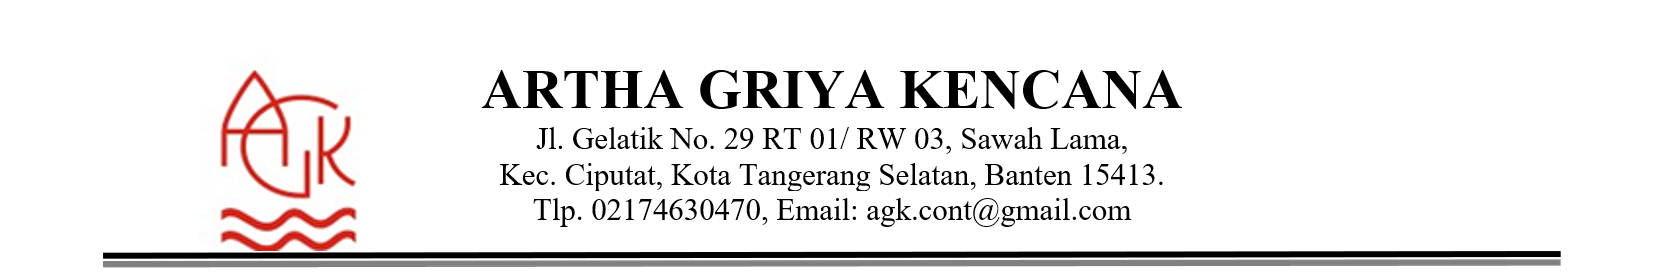 AGK
ARTHA GRIYA KENCANA
Jl. Gelatik No. 29 RT 01/ RW 03, Sawah Lama,
Kec. Ciputat, Kota Tangerang Selatan, Banten 15413.
Tlp. 02174630470, Email: agk.cont@gmail.com